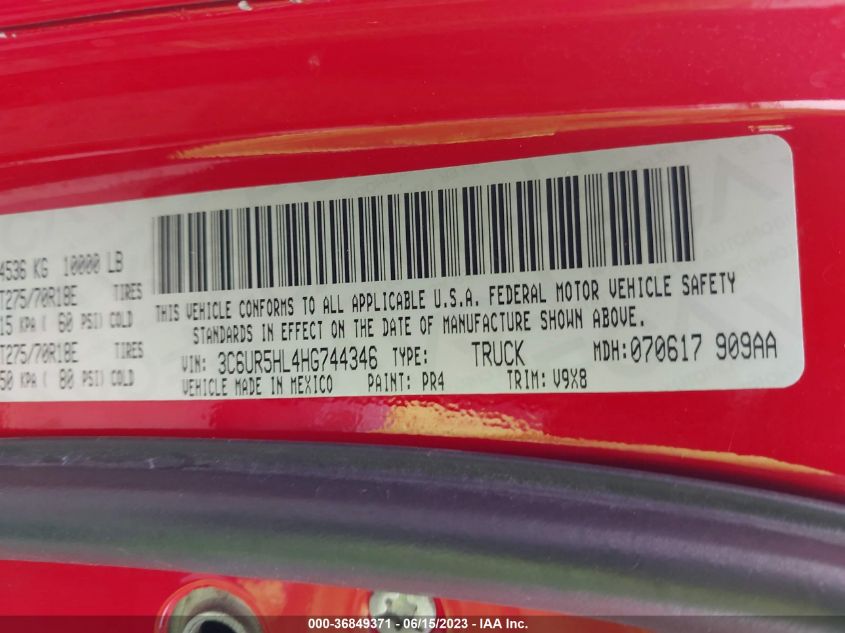 4536 KG 10000 LB
T275/70R18E TIRES
15 KPA ( 60 PSI) COLD
T275/70R18E TIRES
50 KPA ( 80 PSI) COLD
THIS VEHICLE CONFORMS TO ALL APPLICABLE U.S.A. FEDERAL MOTOR VEHICLE SAFETY
STANDARDS IN EFFECT ON THE DATE OF MANUFACTURE SHOWN ABOVE.
VIN: 3C6UR5HL4HG744346 TYPE: TRUCK MDH: 070617 909AA
VEHICLE MADE IN MEXICO PAINT: PR4 TRIM: V9X8
000-36849371 - 06/15/2023 - IAA Inc.